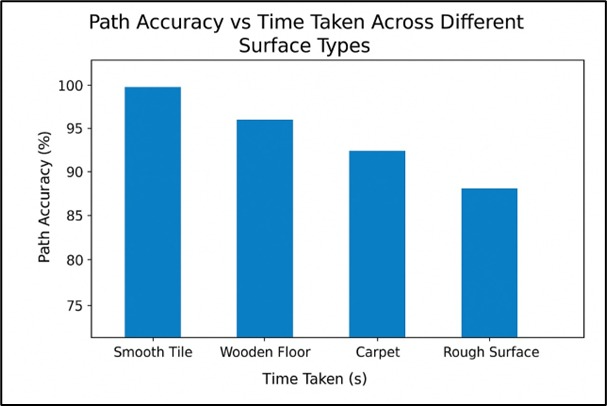 Path Accuracy vs Time Taken Across Different
Surface Types
Path Accuracy (%)
100
95
90
85
80
75
Smooth Tile
Wooden Floor
Carpet
Rough Surface
Time Taken (s)